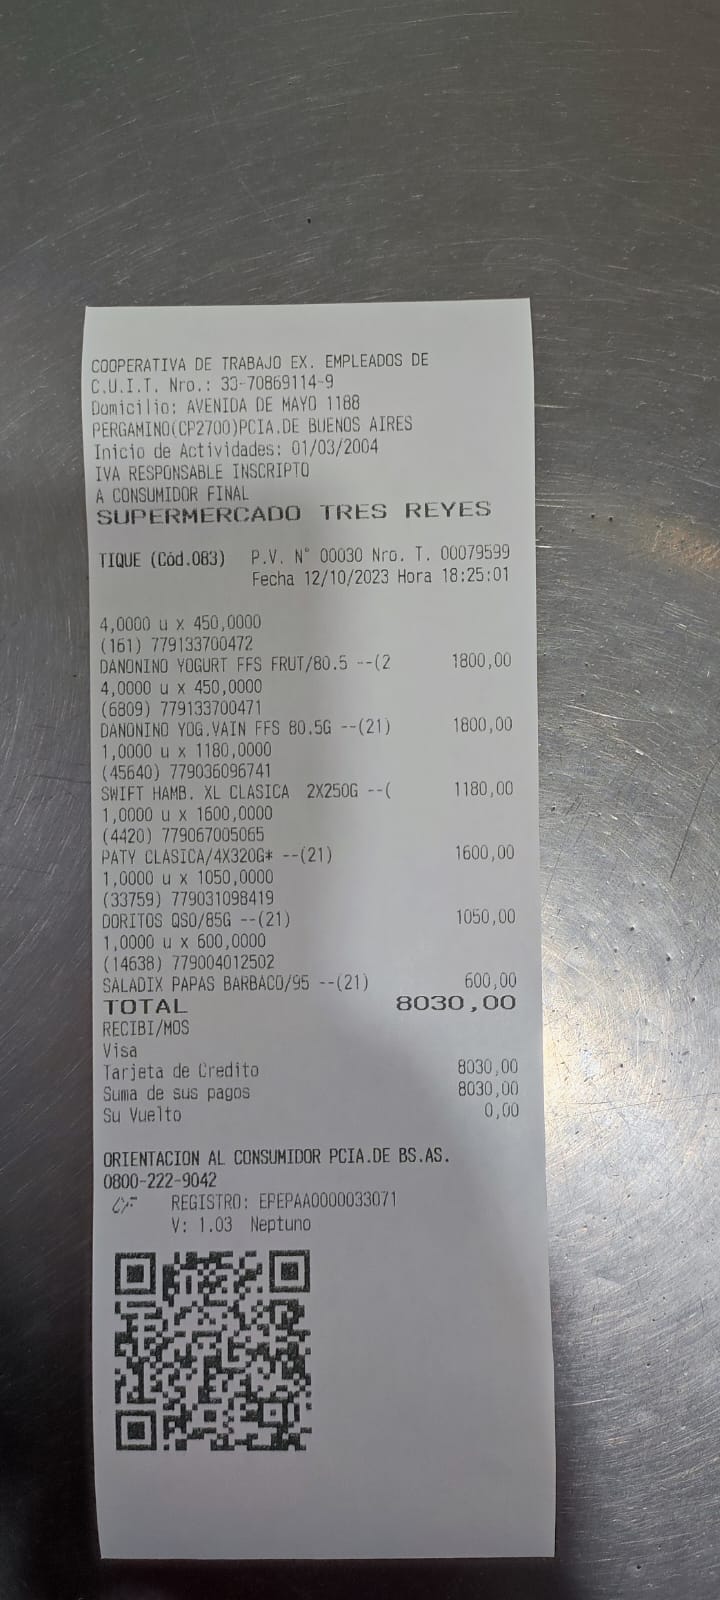 COOPERATIVA DE TRABAJO EX. EMPLEADOS DE
C.U.I.T. Nro.: 33-70869114-9
Domicilio: AVENIDA DE MAYO 1188
PERGAMINO(CP2700)PCIA.DE BUENOS AIRES
Inicio de Actividades: 01/03/2004
IVA RESPONSABLE INSCRIPTO
A CONSUMIDOR FINAL
SUPERMERCADO TRES REYES
TIQUE (Cód.083) P.V. N° 00030 Nro. T. 00079599
Fecha 12/10/2023 Hora 18:25:01
4,0000 u x 450,0000
(161) 779133700472
DANONINO YOGURT FFS FRUT/80.5 --(2 1800,00
4,0000 u x 450,0000
(6809) 779133700471
DANONINO YOG.VAIN FFS 80.5G --(21) 1800,00
1,0000 u x 1180,0000
(45640) 779036096741
SWIFT HAMB. XL CLASICA 2X250G --( 1180,00
1,0000 u x 1600,0000
(4420) 779067005065
PATY CLASICA/4X320G* --(21) 1600,00
1,0000 u x 1050,0000
(33759) 779031098419
DORITOS QSO/85G --(21) 1050,00
1,0000 u x 600,0000
(14638) 779004012502
SALADIX PAPAS BARBACO/95 --(21) 600,00
TOTAL 8030,00
RECIBI/MOS
Visa
Tarjeta de Credito 8030,00
Suma de sus pagos 8030,00
Su Vuelto 0,00
ORIENTACION AL CONSUMIDOR PCIA.DE BS.AS.
0800-222-9042
CF REGISTRO: EPEPAA0000033071
V: 1.03 Neptuno